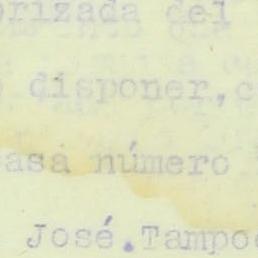 orizada del
disponer,c
asa número
José.Tampo